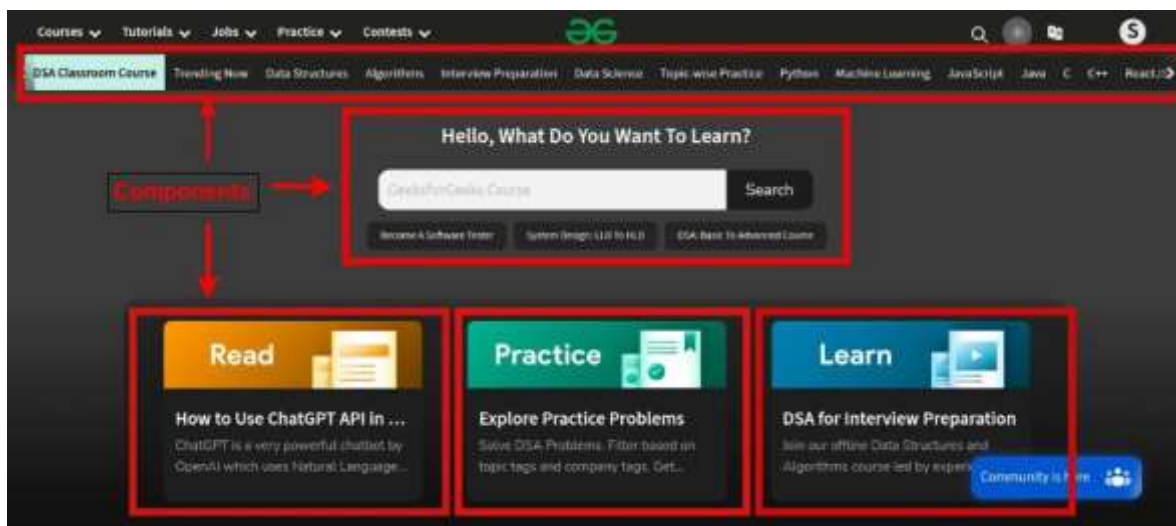 Courses Tutorials Jobs Practice Contests S
DSA Classroom Course Trending Now Data Structures Algorithms Interview Preparation Data Science Topic-wise Practice Python Machine Learning JavaScript Java C C++ ReactJS
Hello, What Do You Want To Learn?
Components
GeeksforGeeks Course Search
Become A Software Tester System Design: LLD to HLD DSA: Basic To Advanced Course
Read Practice Learn
How to Use ChatGPT API in ... Explore Practice Problems DSA for Interview Preparation
ChatGPT is a very powerful chatbot by Solve DSA Problems. Filter based on Join our offline Data Structures and
OpenAI which uses Natural Language... topic tags and company tags. Get... Algorithms course led by
Community is here